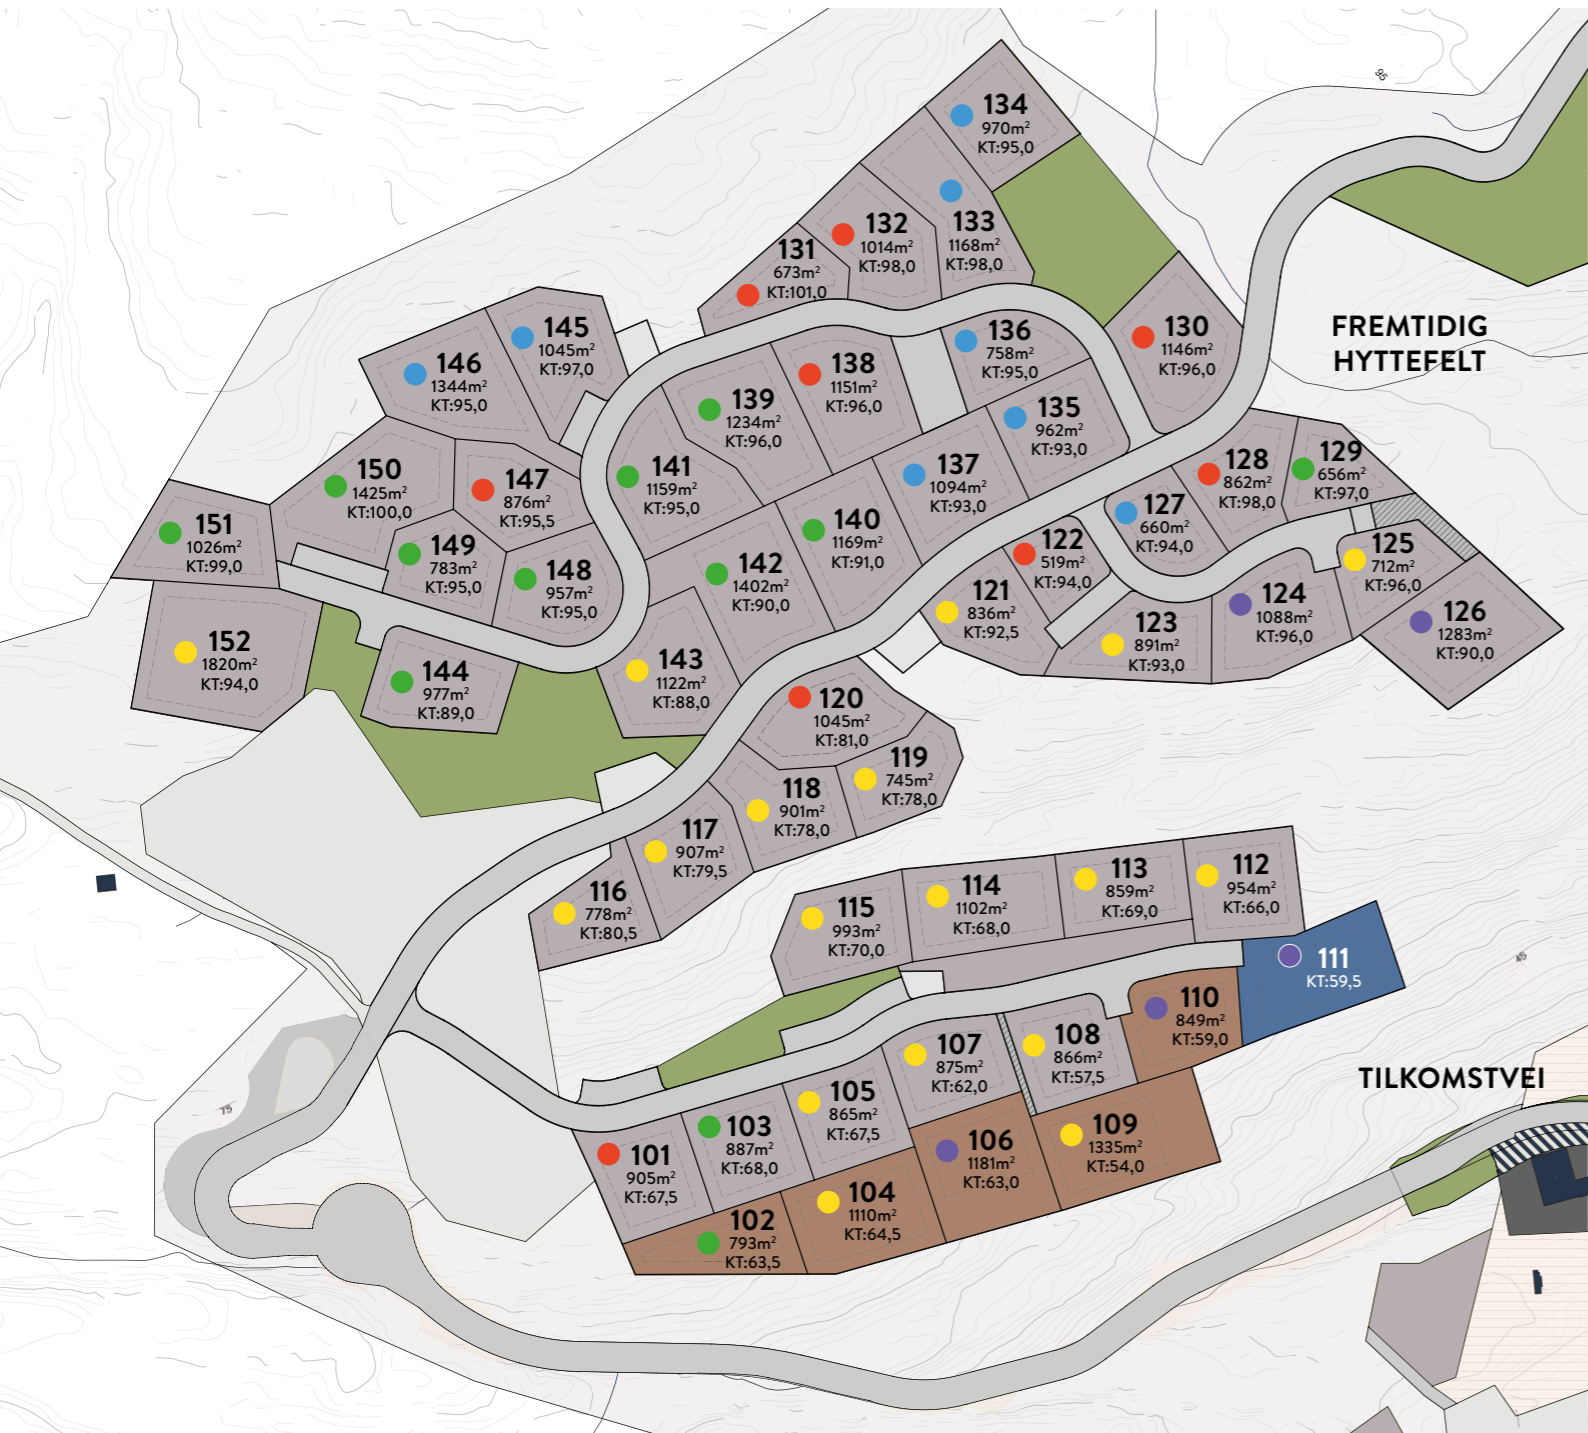 95
134
970m²
KT:95,0
133
1168m²
KT:98,0
132
1014m²
KT:98,0
131
673m²
KT:101,0
130
1146m²
KT:96,0
FREMTIDIG
HYTTEFELT
145
1045m²
KT:97,0
146
1344m²
KT:95,0
138
1151m²
KT:96,0
136
758m²
KT:95,0
139
1234m²
KT:96,0
135
962m²
KT:93,0
137
1094m²
KT:93,0
141
1159m²
KT:95,0
150
1425m²
KT:100,0
147
876m²
KT:95,5
128
862m²
KT:98,0
129
656m²
KT:97,0
127
660m²
KT:94,0
151
1026m²
KT:99,0
149
783m²
KT:95,0
148
957m²
KT:95,0
142
1402m²
KT:90,0
140
1169m²
KT:91,0
122
519m²
KT:94,0
125
712m²
KT:96,0
121
836m²
KT:92,5
124
1088m²
KT:96,0
123
891m²
KT:93,0
126
1283m²
KT:90,0
152
1820m²
KT:94,0
144
977m²
KT:89,0
143
1122m²
KT:88,0
120
1045m²
KT:81,0
119
745m²
KT:78,0
118
901m²
KT:78,0
117
907m²
KT:79,5
116
778m²
KT:80,5
115
993m²
KT:70,0
114
1102m²
KT:68,0
113
859m²
KT:69,0
112
954m²
KT:66,0
111
KT:59,5
110
849m²
KT:59,0
108
866m²
KT:57,5
107
875m²
KT:62,0
TILKOMSTVEI
105
865m²
KT:67,5
103
887m²
KT:68,0
101
905m²
KT:67,5
109
1335m²
KT:54,0
106
1181m²
KT:63,0
104
1110m²
KT:64,5
102
793m²
KT:63,5
75